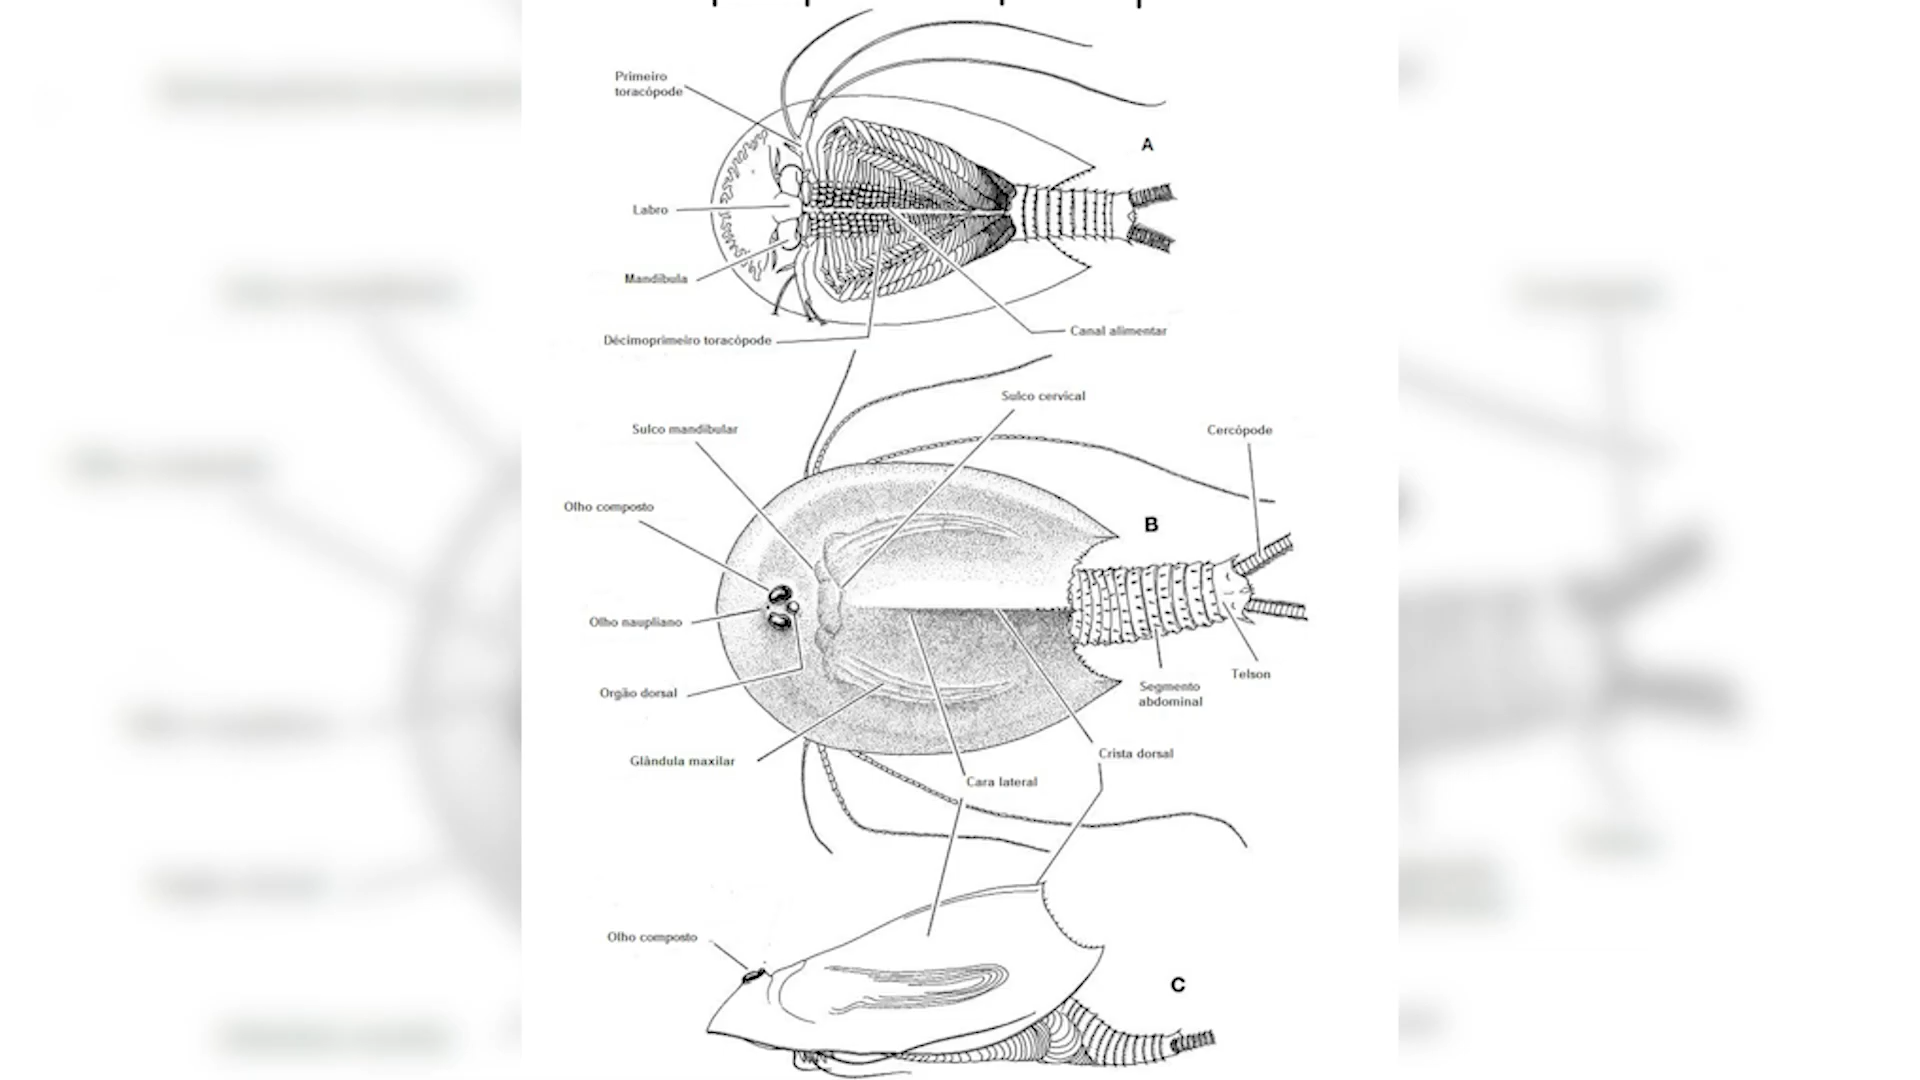 Primeiro
toracópode
A
Labro
Mandíbula
Décimoprimeiro toracópode
Canal alimentar
Sulco cervical
Sulco mandibular
Cercópode
Olho composto
B
Olho naupliano
Telson
Orgão dorsal
Segmento
abdominal
Crista dorsal
Glândula maxilar
Cara lateral
Olho composto
C